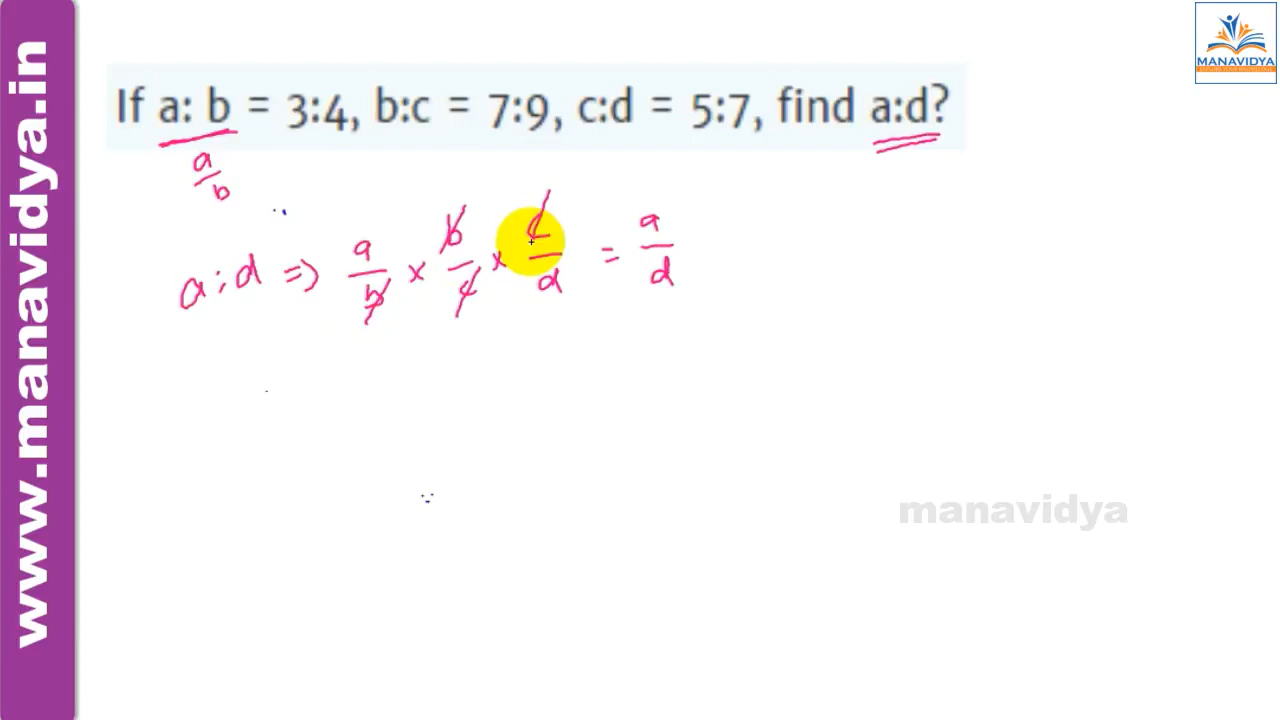 www.manavidya.in
MANAVIDYA
If a: b = 3:4, b:c = 7:9, c:d = 5:7, find a:d?
a/b
a:d => a/b × b/c × c/d = a/d
manavidya